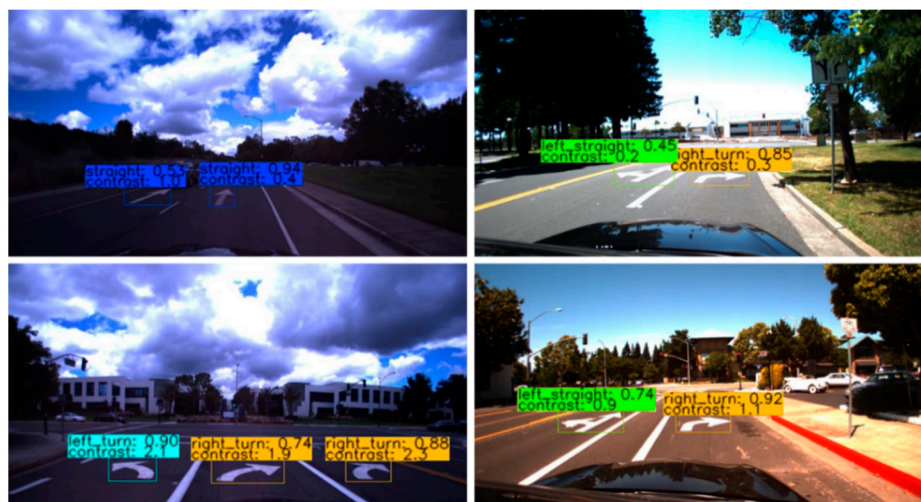 straight: 0.53
contrast: 1.0
straight: 0.94
contrast: 0.4
left_straight: 0.45
contrast: 0.2
right_turn: 0.85
contrast: 0.3
left_turn: 0.90
contrast: 2.1
right_turn: 0.74
contrast: 1.9
right_turn: 0.88
contrast: 2.3
left_straight: 0.74
contrast: 0.9
right_turn: 0.92
contrast: 1.1